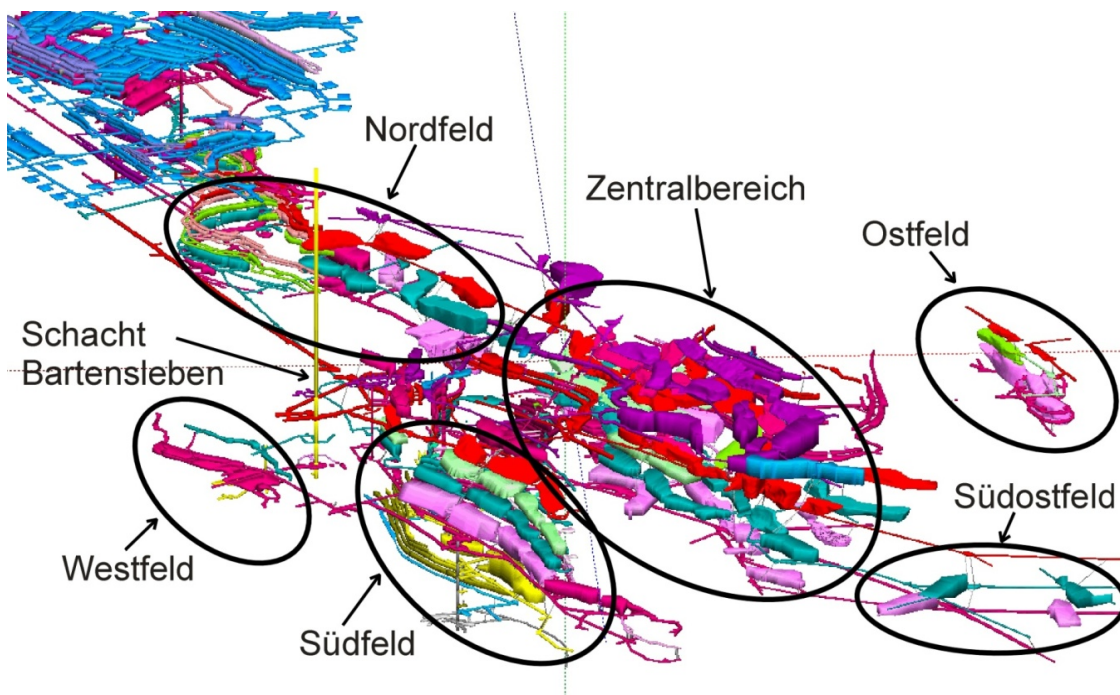 Nordfeld
Zentralbereich
Ostfeld
Schacht
Bartensleben
Südostfeld
Westfeld
Südfeld